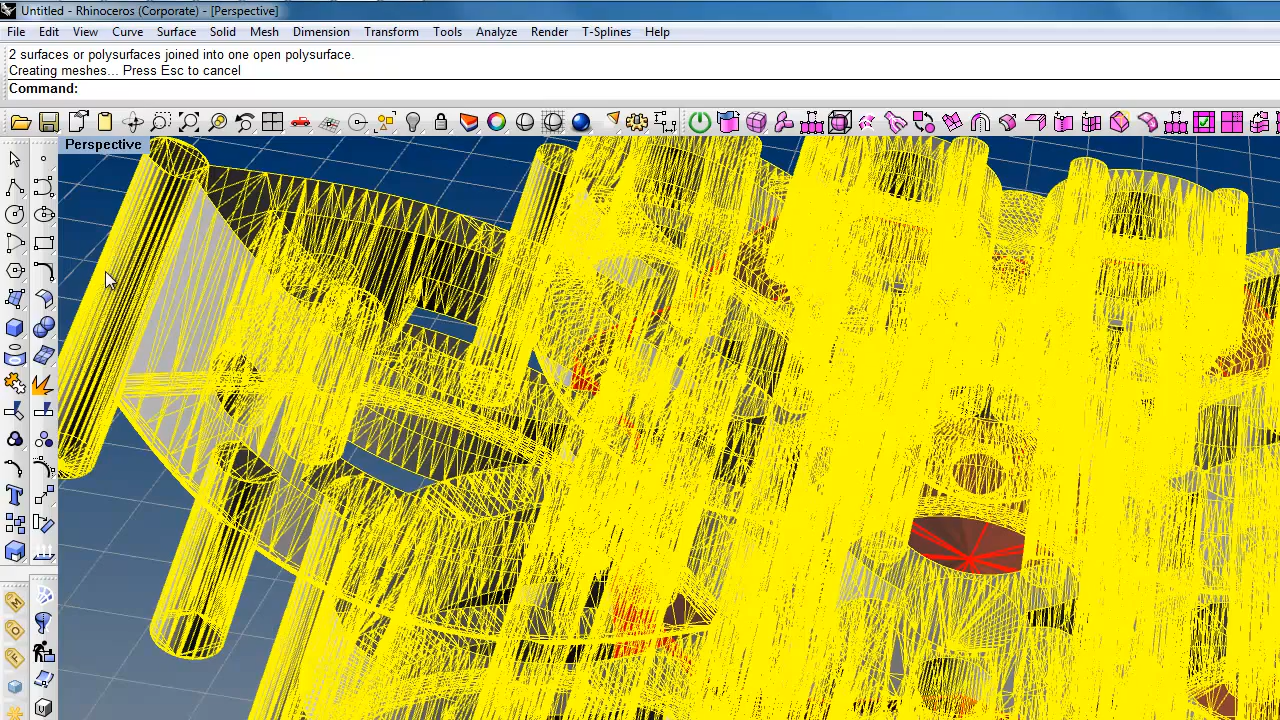 Untitled - Rhinoceros (Corporate) - [Perspective]
File Edit View Curve Surface Solid Mesh Dimension Transform Tools Analyze Render T-Splines Help
2 surfaces or polysurfaces joined into one open polysurface.
Creating meshes... Press Esc to cancel
Command:
Perspective